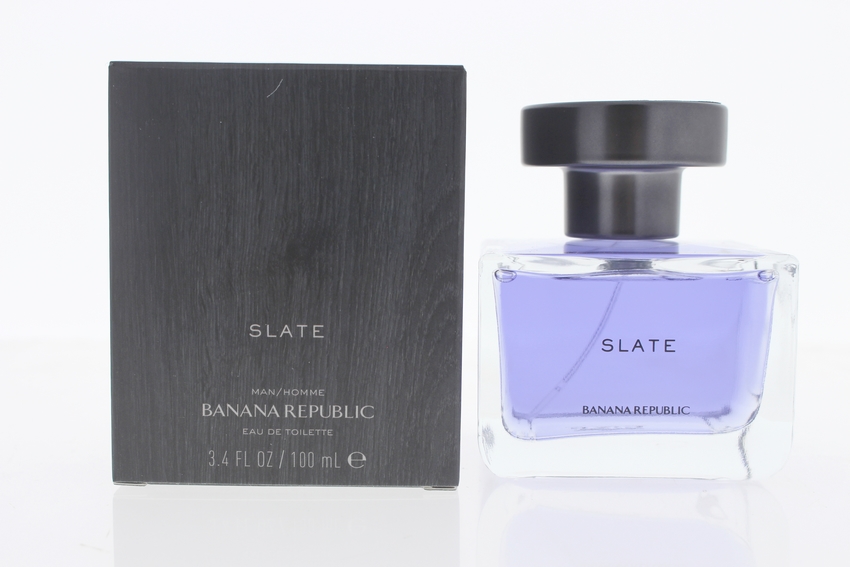 SLATE
MAN/HOMME
BANANA REPUBLIC
EAU DE TOILETTE
3.4 FL OZ / 100 mL ℮
SLATE
BANANA REPUBLIC